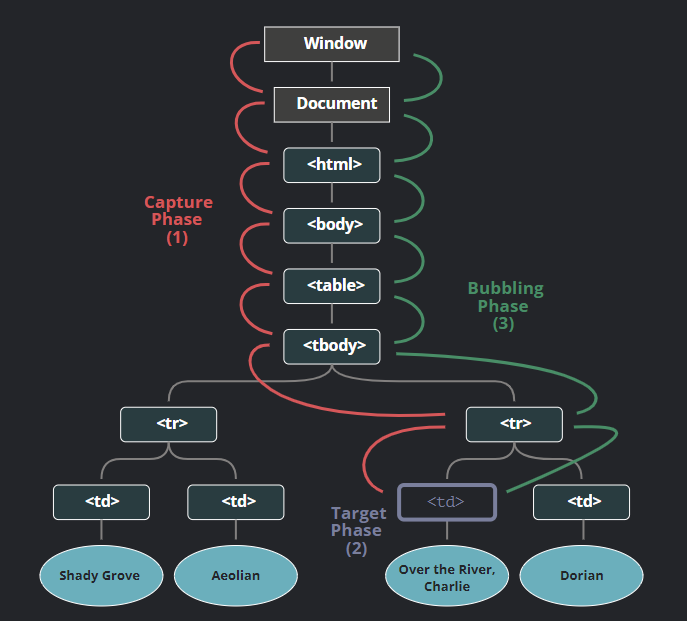 Window
Document
<html>
Capture
Phase
(1)
<body>
<table>
Bubbling
Phase
(3)
<tbody>
<tr>
<tr>
<td>
<td>
<td>
<td>
Target
Phase
(2)
Shady Grove
Aeolian
Over the River,
Charlie
Dorian